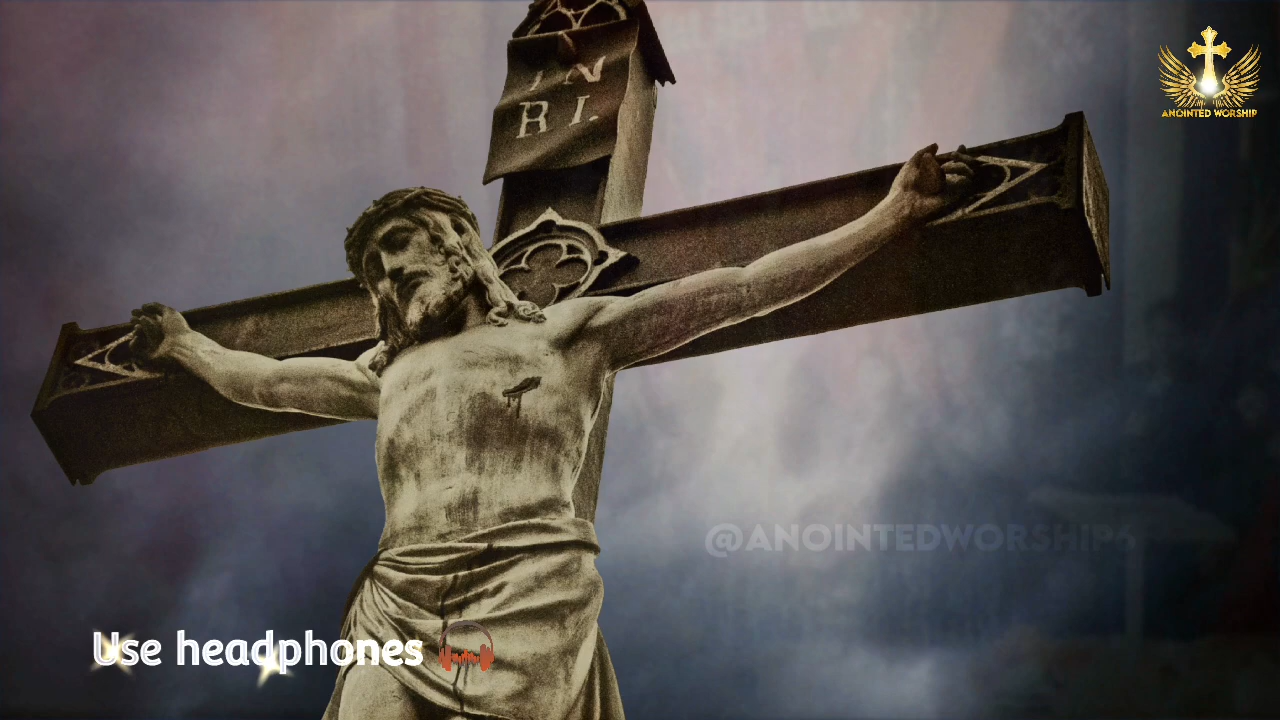 IN
RI.
ANOINTED WORSHIP
@ANOINTEDWORSHIP6
Use headphones